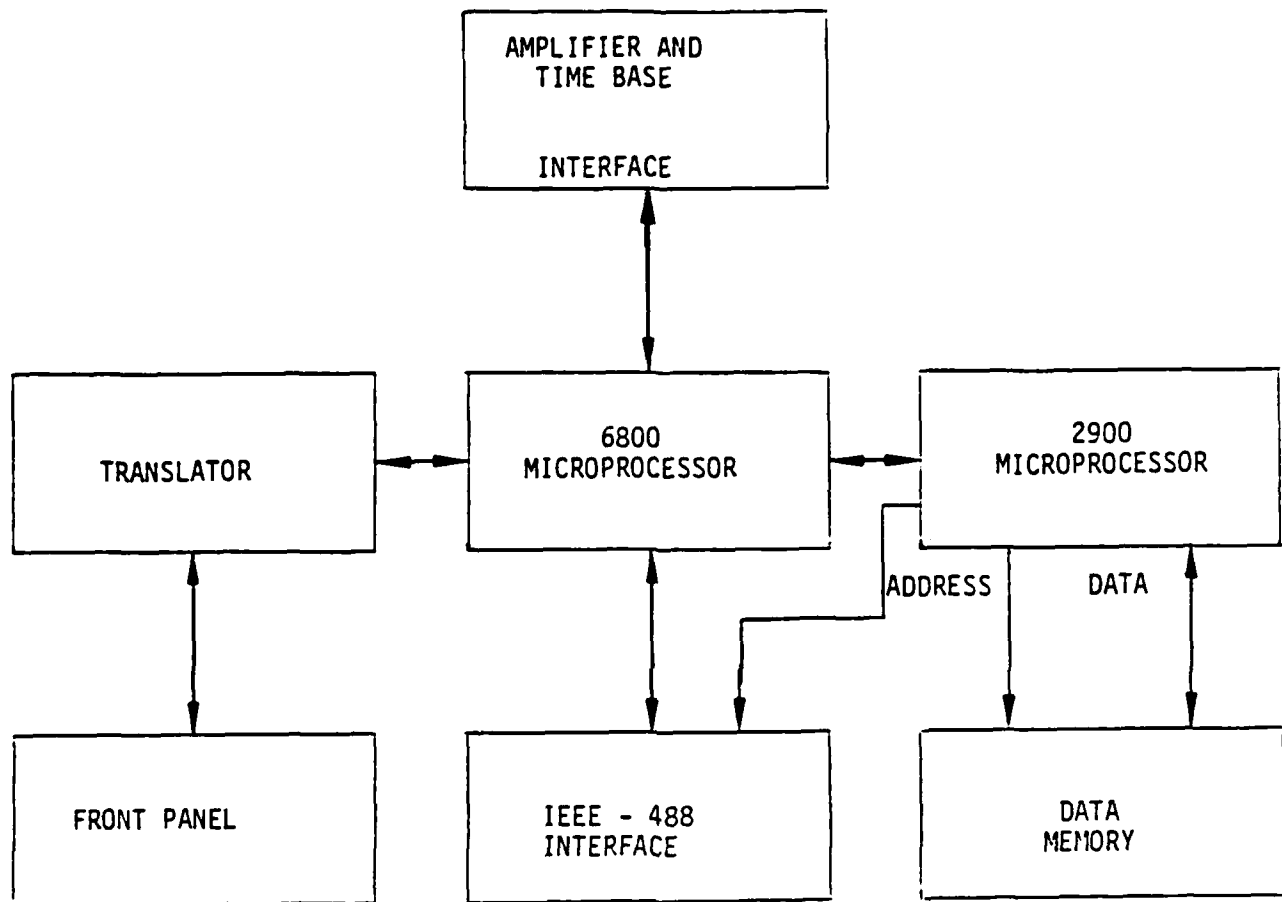 AMPLIFIER AND
TIME BASE
INTERFACE
TRANSLATOR
6800
MICROPROCESSOR
2900
MICROPROCESSOR
ADDRESS
DATA
FRONT PANEL
IEEE - 488
INTERFACE
DATA
MEMORY